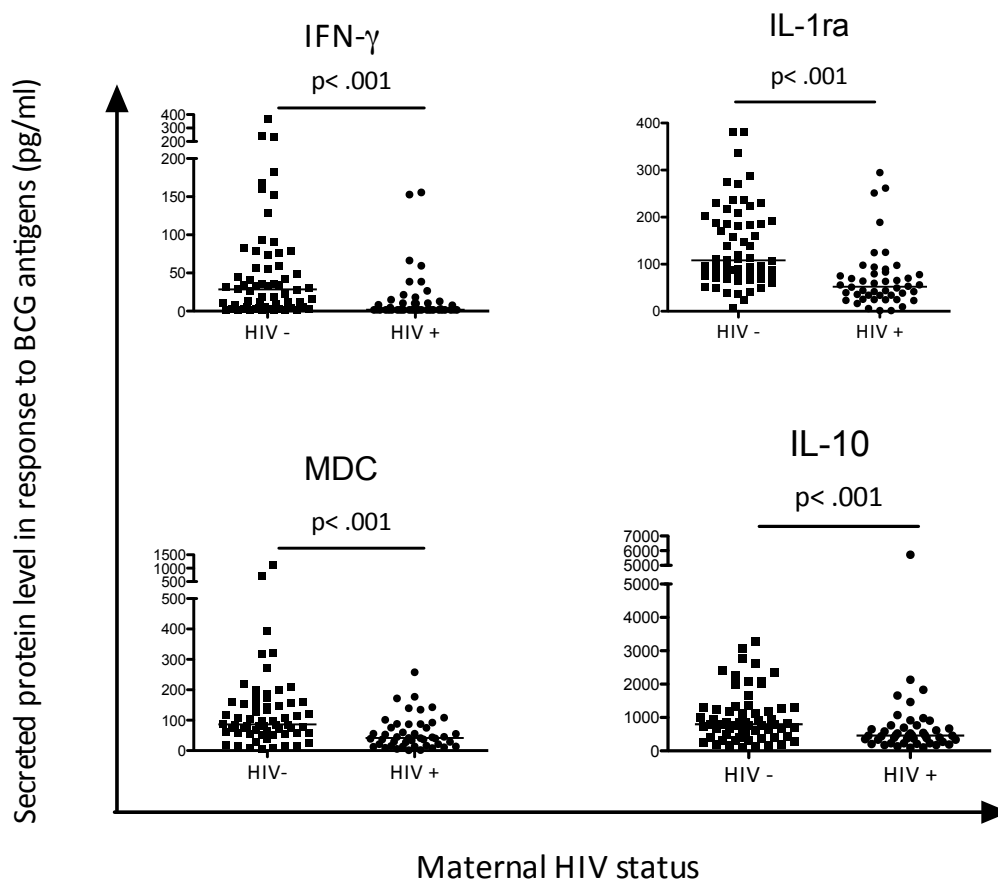 Secreted protein level in response to BCG antigens (pg/ml)
IFN-γ
p< .001
400
300
200
200
150
100
50
0
HIV -
HIV +
IL-1ra
p< .001
400
300
200
100
0
HIV -
HIV +
MDC
p< .001
1500
1000
500
500
400
300
200
100
0
HIV-
HIV +
IL-10
p< .001
7000
6000
5000
5000
4000
3000
2000
1000
0
HIV -
HIV +
Maternal HIV status